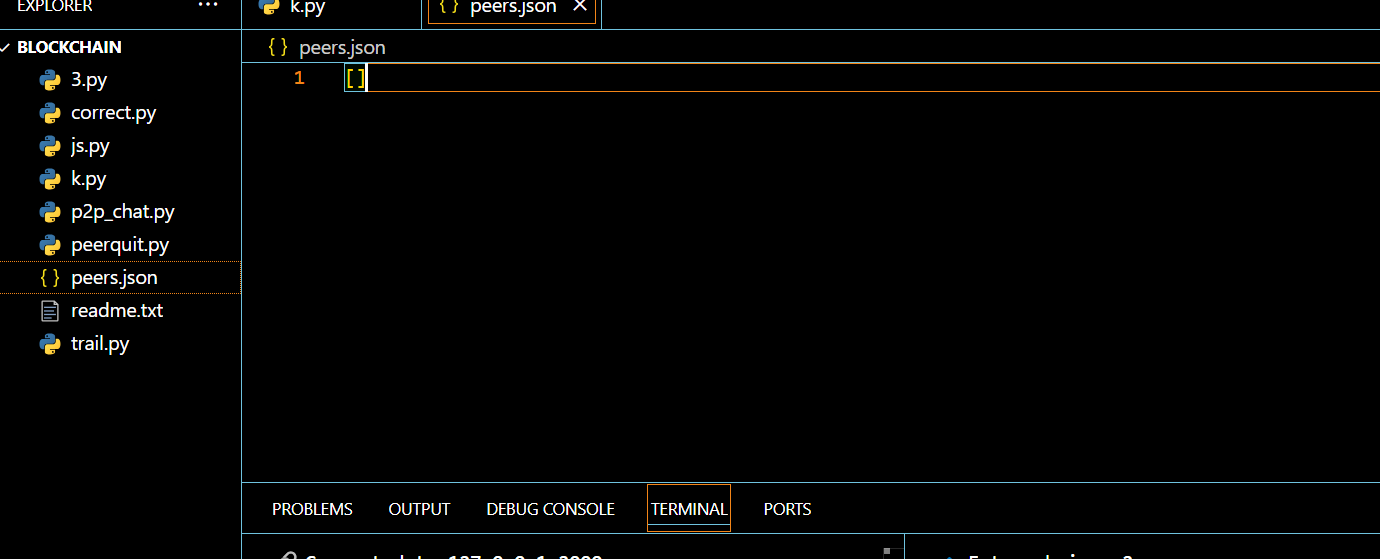 EXPLORER ...
k.py
peers.json
BLOCKCHAIN
3.py
correct.py
js.py
k.py
p2p_chat.py
peerquit.py
peers.json
readme.txt
trail.py
peers.json
1 []
PROBLEMS OUTPUT DEBUG CONSOLE TERMINAL PORTS